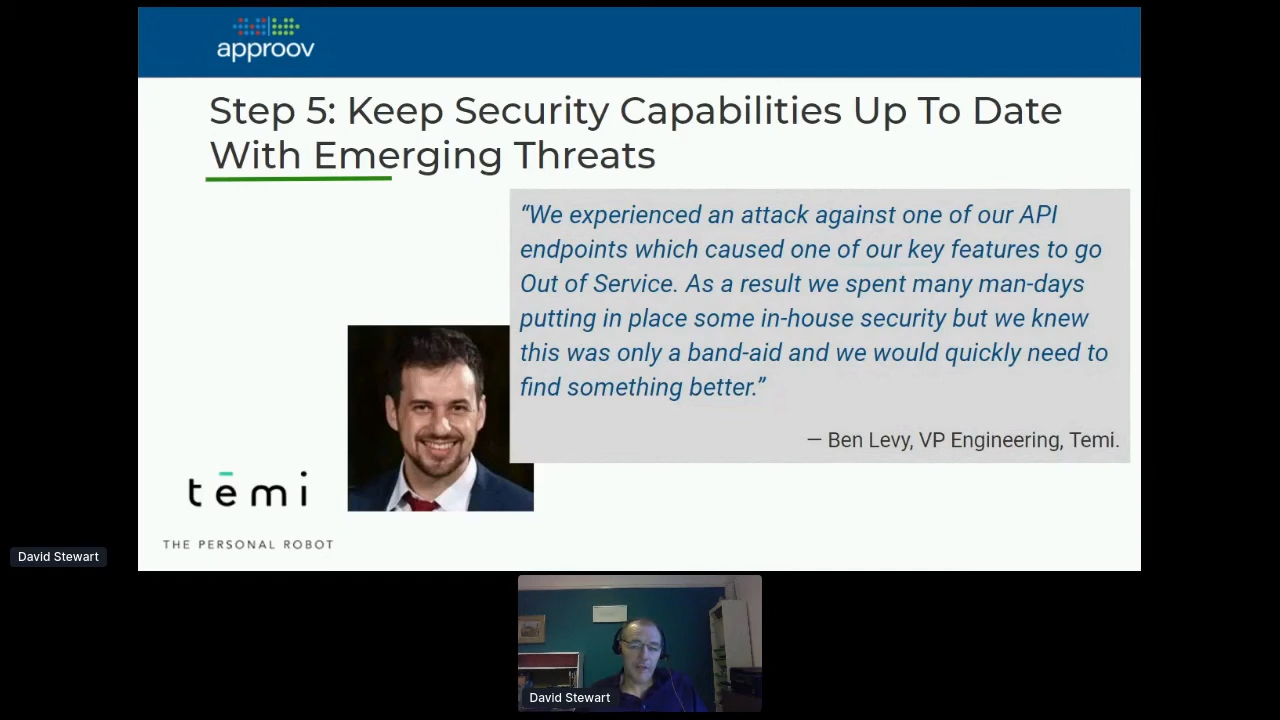 approov
Step 5: Keep Security Capabilities Up To Date
With Emerging Threats
“We experienced an attack against one of our API
endpoints which caused one of our key features to go
Out of Service. As a result we spent many man-days
putting in place some in-house security but we knew
this was only a band-aid and we would quickly need to
find something better.”
— Ben Levy, VP Engineering, Temi.
tēmi
THE PERSONAL ROBOT
David Stewart
David Stewart